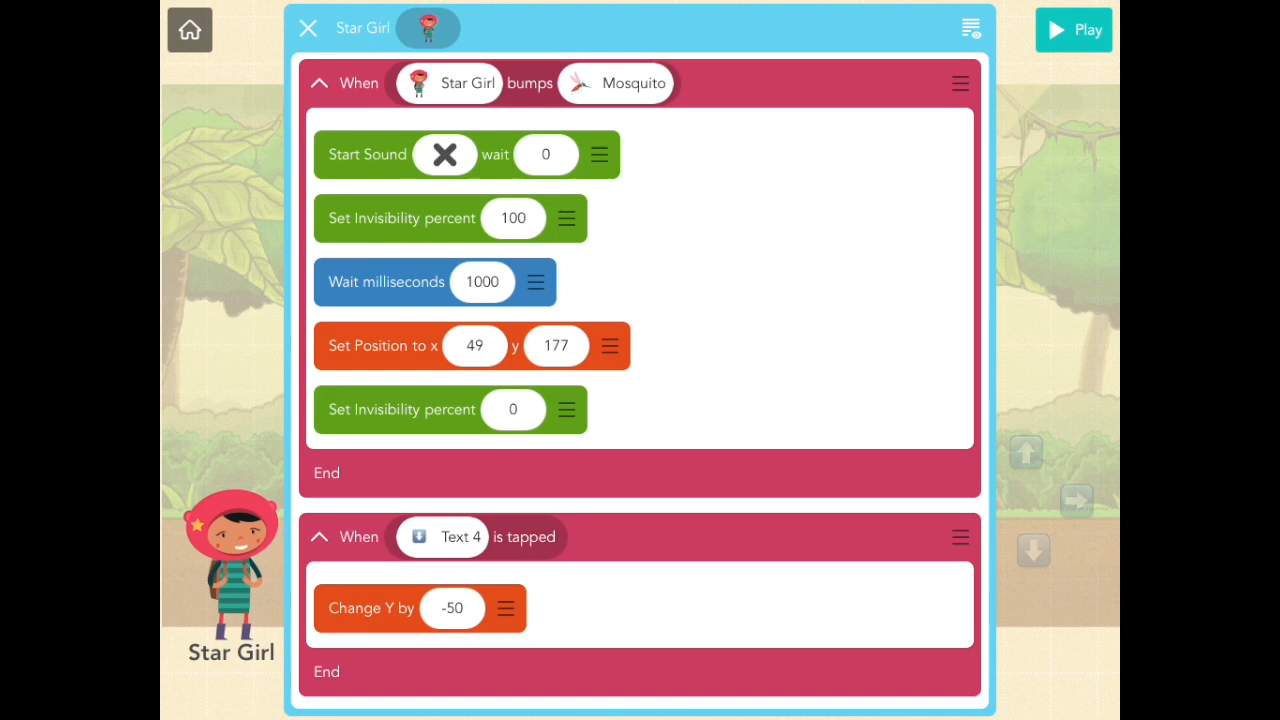 Star Girl
Play
When Star Girl bumps Mosquito
Start Sound wait 0
Set Invisibility percent 100
Wait milliseconds 1000
Set Position to x 49 y 177
Set Invisibility percent 0
End
When Text 4 is tapped
Change Y by -50
End
Star Girl